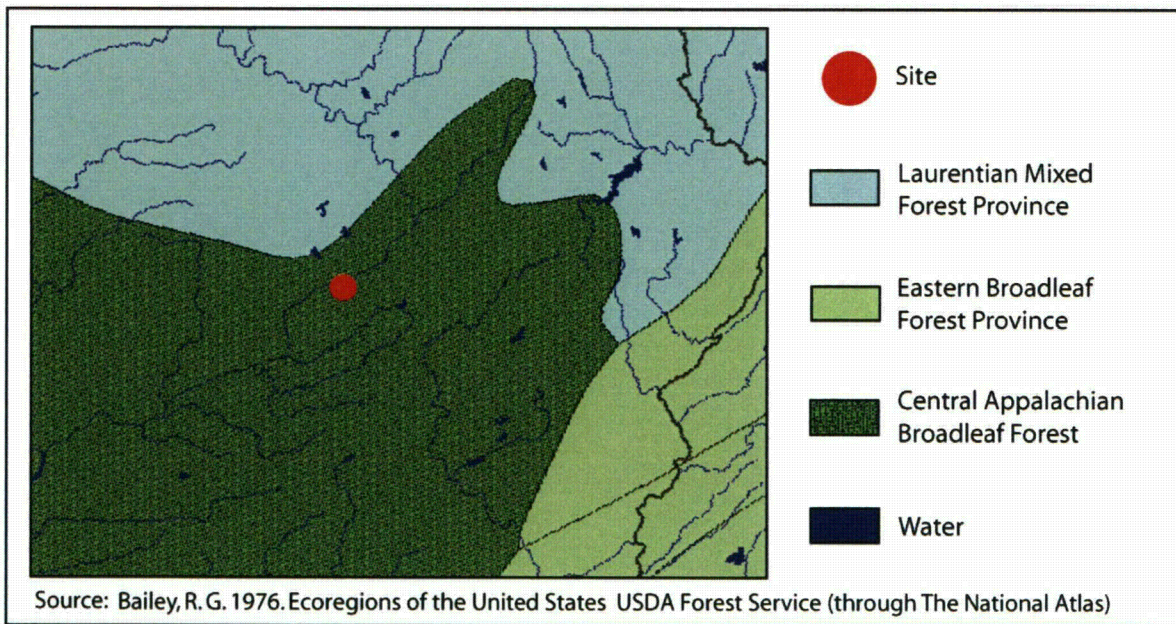 Site
Laurentian Mixed
Forest Province
Eastern Broadleaf
Forest Province
Central Appalachian
Broadleaf Forest
Water
Source: Bailey, R. G. 1976. Ecoregions of the United States USDA Forest Service (through The National Atlas)